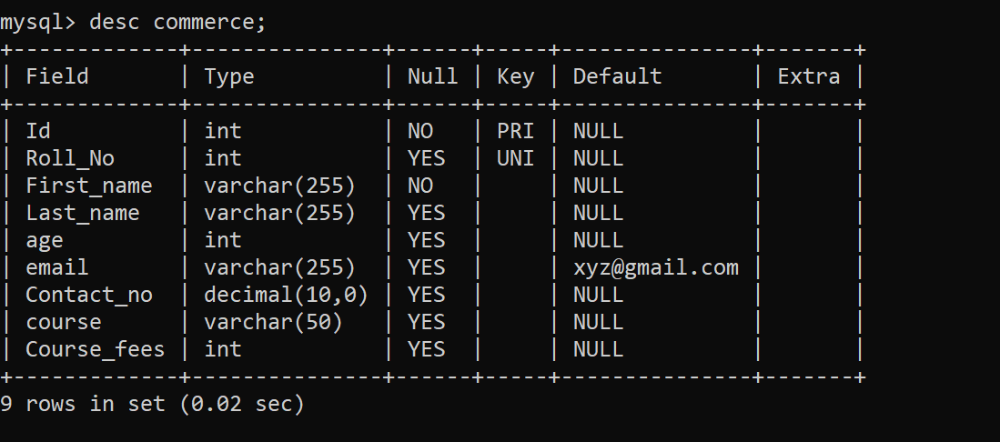 mysql> desc commerce;
+-------------+---------------+------+-----+---------------+-------+
| Field       | Type          | Null | Key | Default       | Extra |
+-------------+---------------+------+-----+---------------+-------+
| Id          | int           | NO   | PRI | NULL          |       |
| Roll_No     | int           | YES  | UNI | NULL          |       |
| First_name  | varchar(255)  | NO   |     | NULL          |       |
| Last_name   | varchar(255)  | YES  |     | NULL          |       |
| age         | int           | YES  |     | NULL          |       |
| email       | varchar(255)  | YES  |     | xyz@gmail.com |       |
| Contact_no  | decimal(10,0) | YES  |     | NULL          |       |
| course      | varchar(50)   | YES  |     | NULL          |       |
| Course_fees | int           | YES  |     | NULL          |       |
+-------------+---------------+------+-----+---------------+-------+
9 rows in set (0.02 sec)